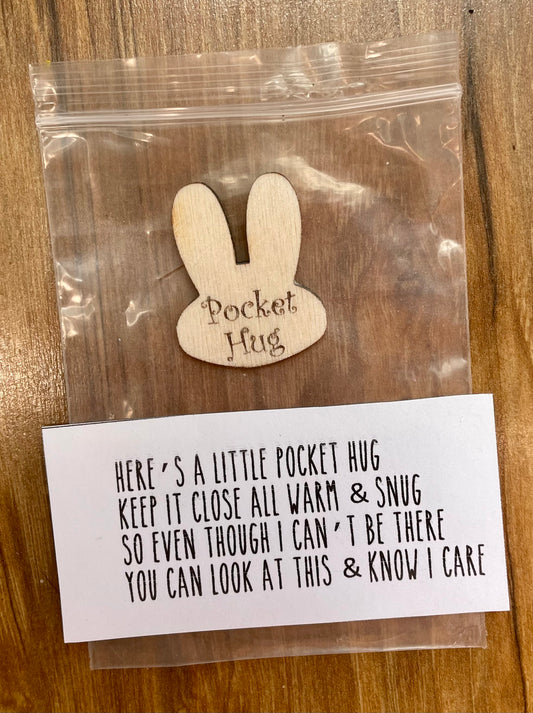 Pocket
Hug
HERE'S A LITTLE POCKET HUG
KEEP IT CLOSE ALL WARM & SNUG
SO EVEN THOUGH I CAN'T BE THERE
YOU CAN LOOK AT THIS & KNOW I CARE